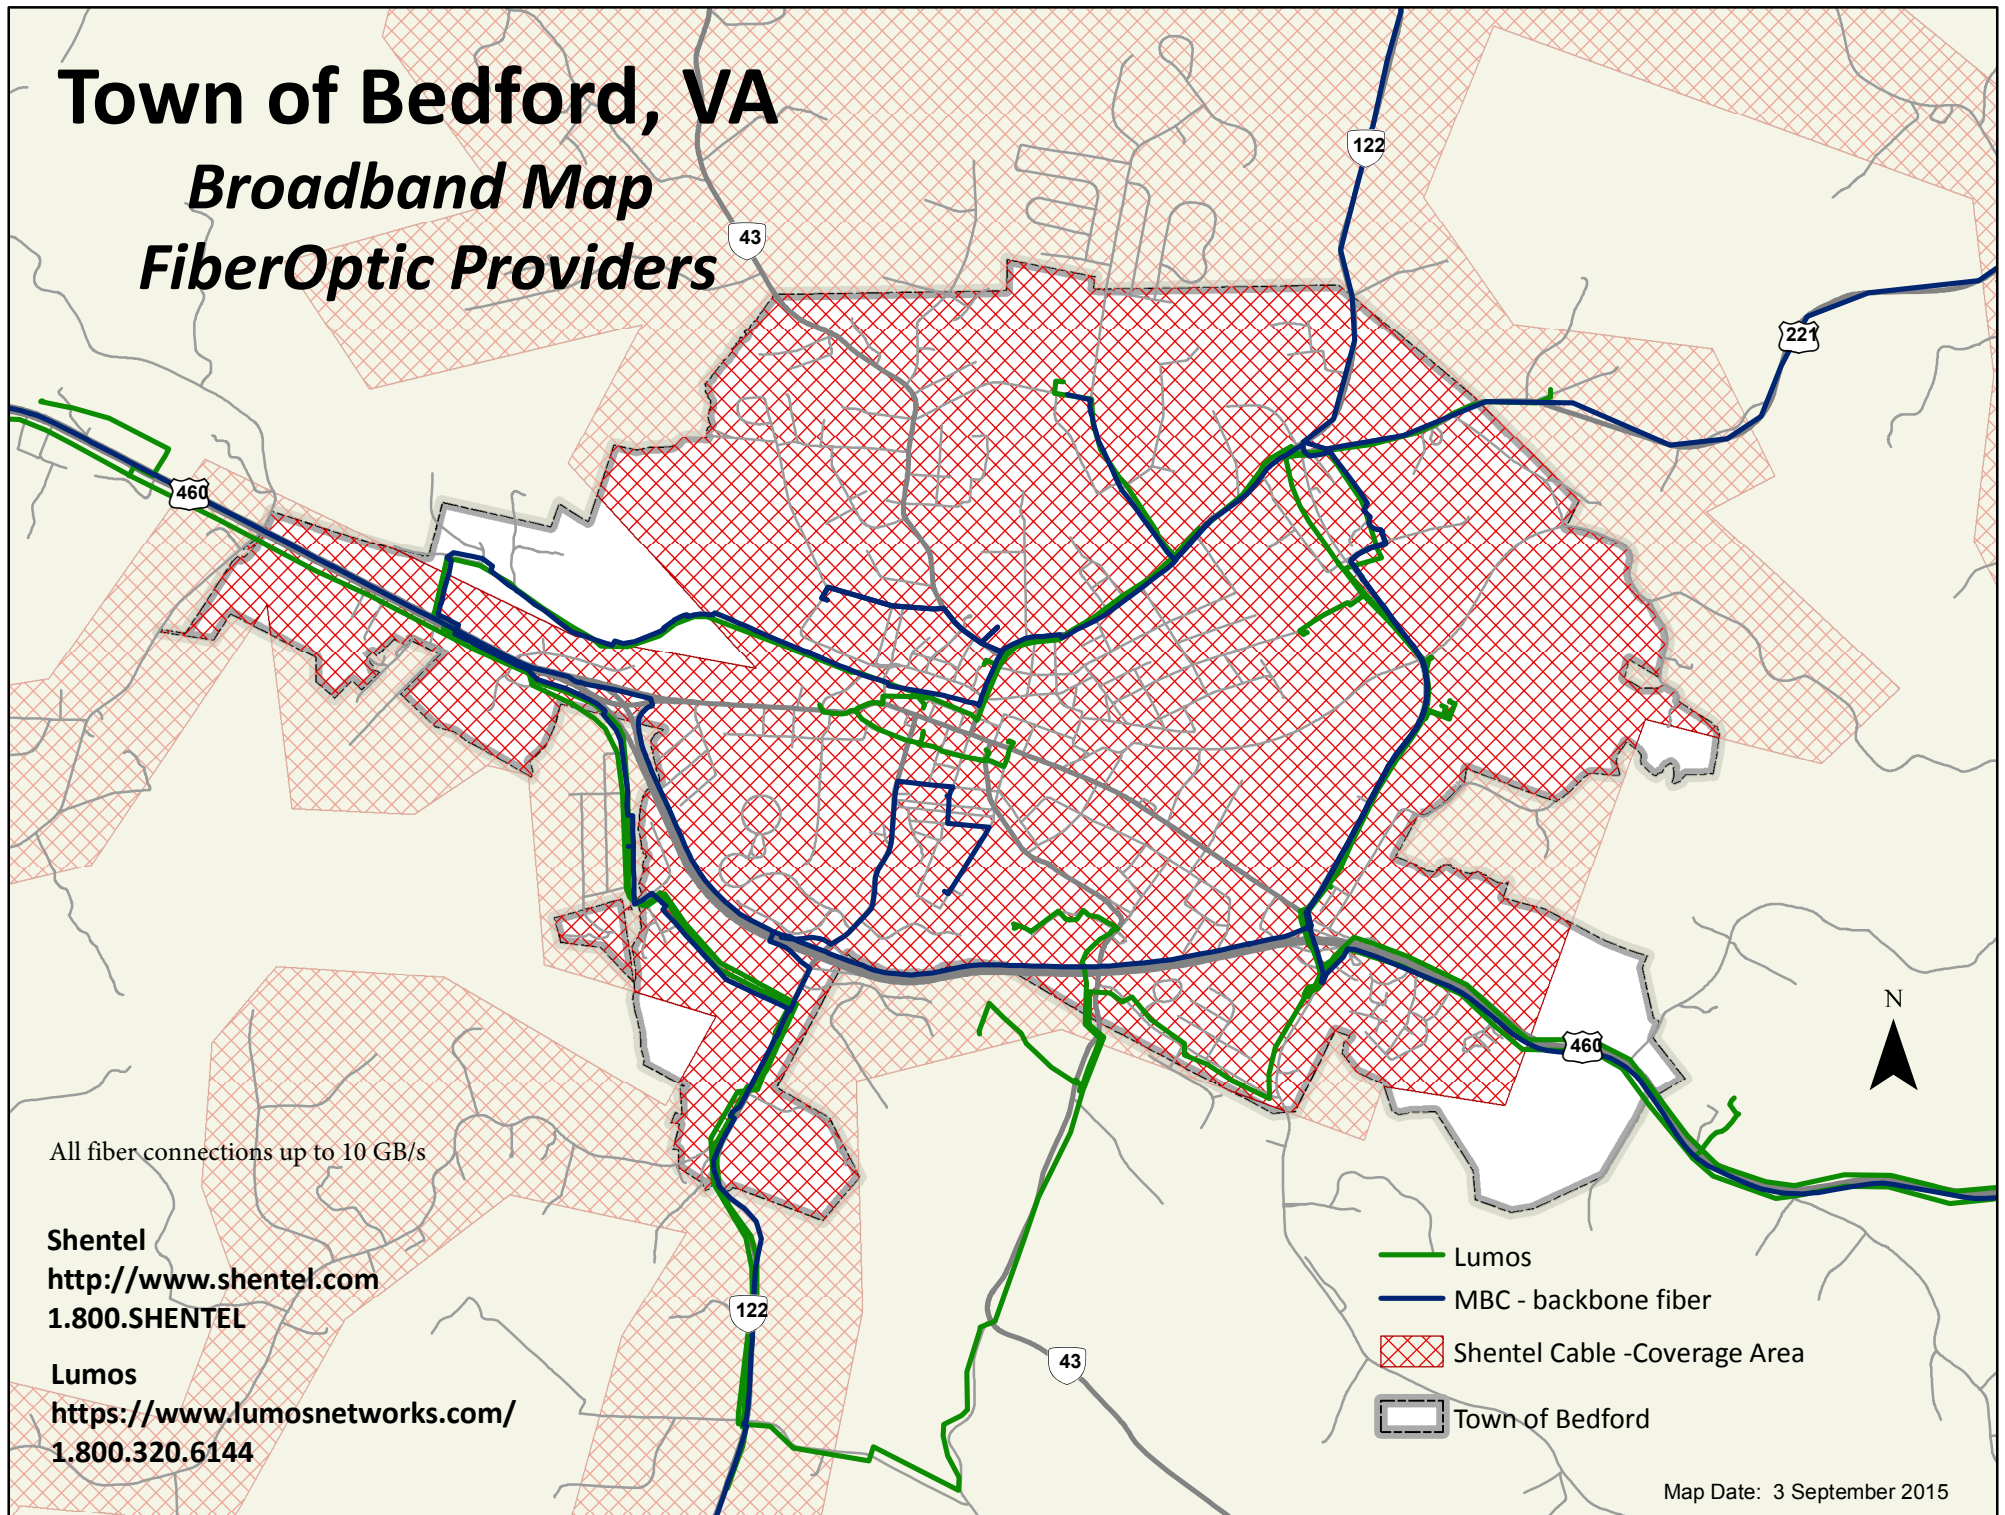 Town of Bedford, VA
Broadband Map
FiberOptic Providers
122
43
221
460
N
460
All fiber connections up to 10 GB/s
Shentel
http://www.shentel.com
1.800.SHENTEL
Lumos
https://www.lumosnetworks.com/
1.800.320.6144
122
43
Lumos
MBC - backbone fiber
Shentel Cable -Coverage Area
Town of Bedford
Map Date: 3 September 2015